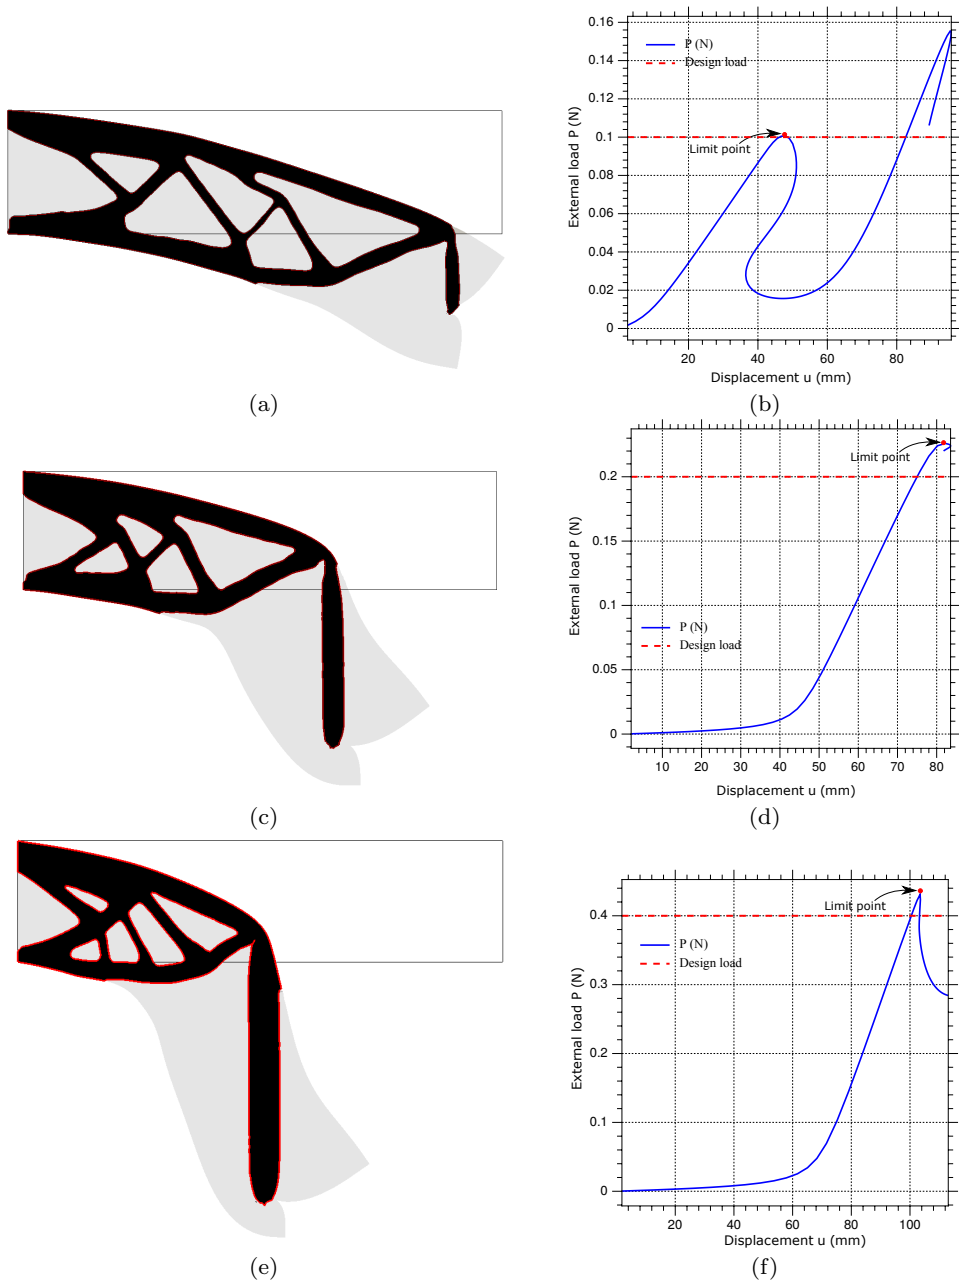 0.16
0.14
0.12
0.1
0.08
0.06
0.04
0.02
0
External load P (N)
P (N)
Design load
Limit point
20
40
60
80
Displacement u (mm)
(a)
(b)
0.2
0.15
0.1
0.05
0
External load P (N)
Limit point
P (N)
Design load
10
20
30
40
50
60
70
80
Displacement u (mm)
(c)
(d)
0.4
0.3
0.2
0.1
0
External load P (N)
Limit point
P (N)
Design load
20
40
60
80
100
Displacement u (mm)
(e)
(f)